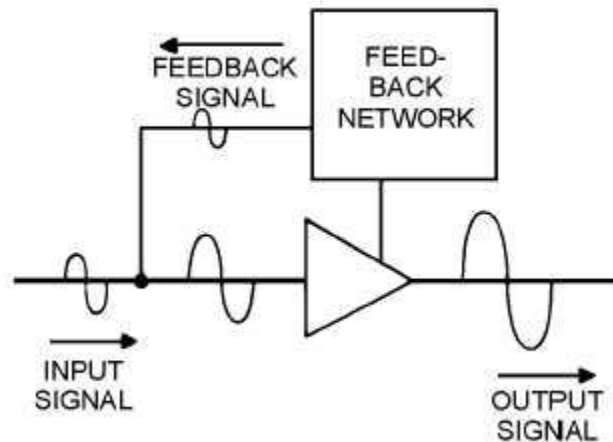 FEEDBACK
SIGNAL
FEED-
BACK
NETWORK
INPUT
SIGNAL
OUTPUT
SIGNAL